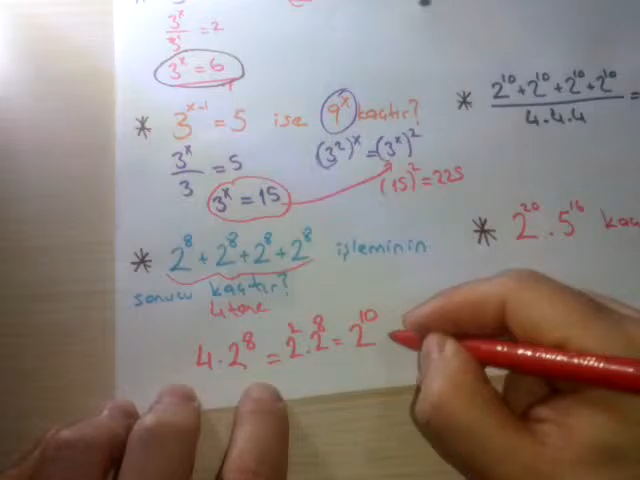 3^x/3^1 = 2
3^x = 6
* 3^(x-1) = 5 ise 9^x kaçtır?
3^x/3 = 5
(3^2)^x = (3^x)^2
3^x = 15
(15)^2 = 225
* 2^8 + 2^8 + 2^8 + 2^8 işleminin
sonucu kaçtır?
4 tane
4 . 2^8 = 2^2 . 2^8 = 2^10
* (2^10 + 2^10 + 2^10 + 2^10)/(4.4.4) =
* 2^20 . 5^16